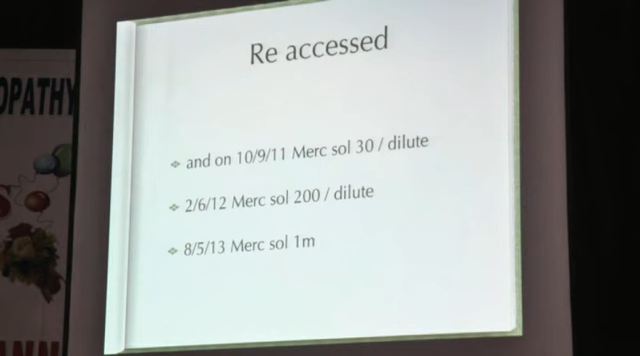 Re accessed
and on 10/9/11 Merc sol 30 / dilute
2/6/12 Merc sol 200 / dilute
8/5/13 Merc sol 1m
OPATHY